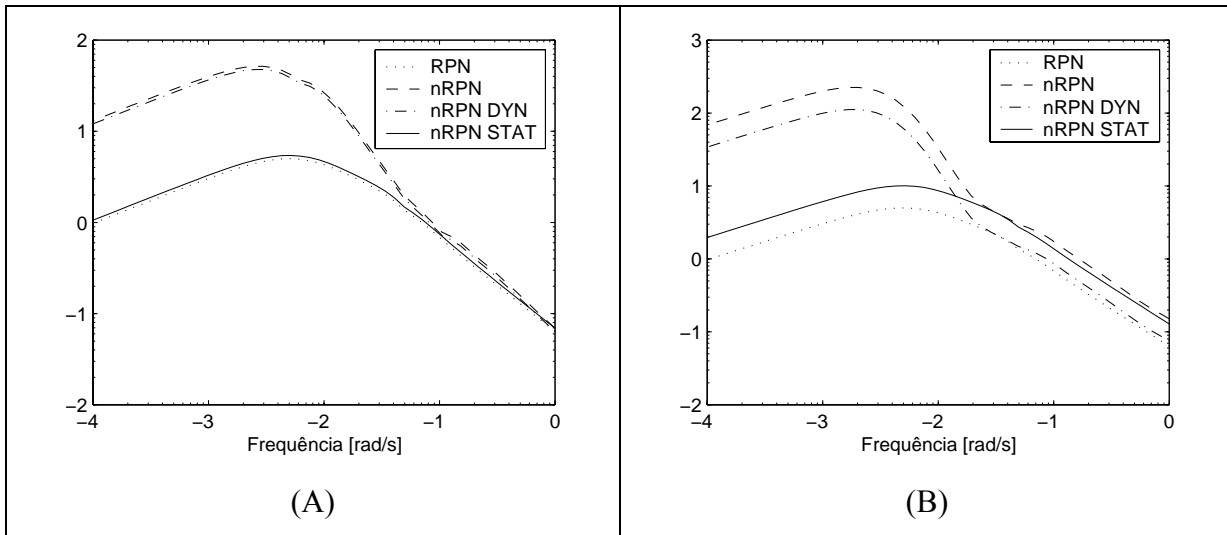 2
1
0
−1
−2
−4
−3
−2
−1
0
RPN
nRPN
nRPN DYN
nRPN STAT
Frequência [rad/s]
(A)
3
2
1
0
−1
−2
−4
−3
−2
−1
0
RPN
nRPN
nRPN DYN
nRPN STAT
Frequência [rad/s]
(B)